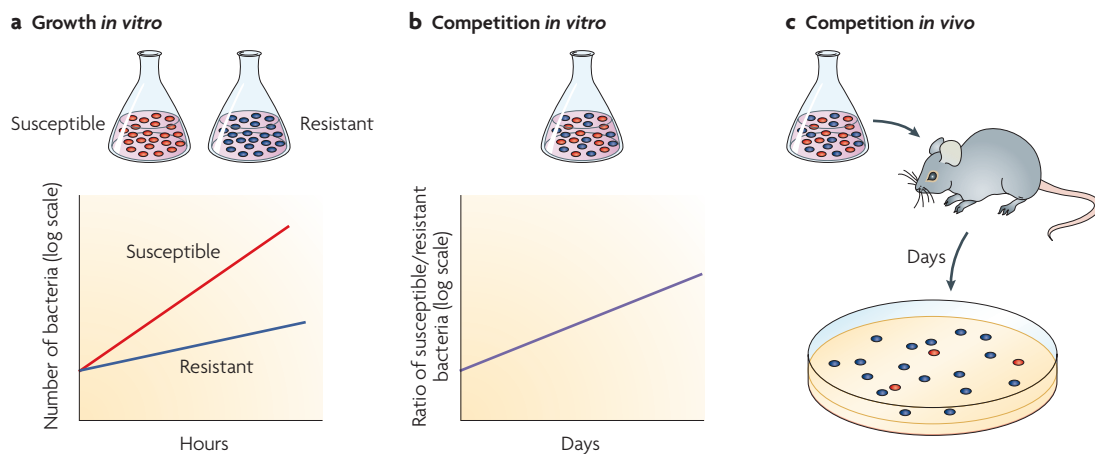 a Growth in vitro
Susceptible
Resistant
Number of bacteria (log scale)
Susceptible
Resistant
Hours
b Competition in vitro
Ratio of susceptible/resistant
bacteria (log scale)
Days
c Competition in vivo
Days